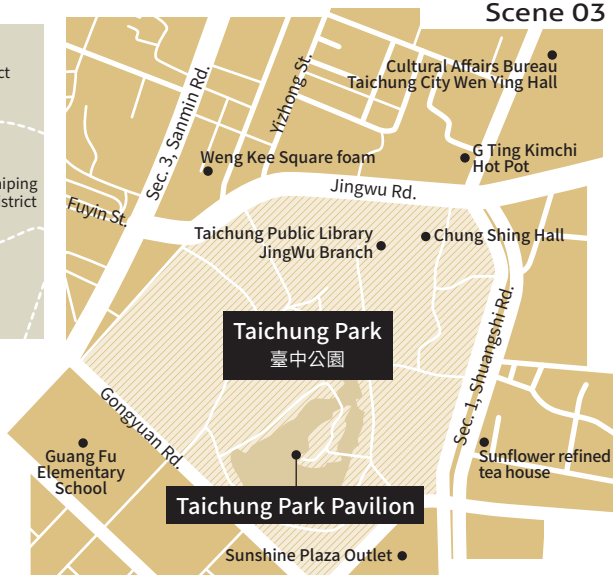 Scene 03
Cultural Affairs Bureau
Taichung City Wen Ying Hall
Sec. 3, Sanmin Rd.
Yizhong St.
Weng Kee Square foam
G Ting Kimchi
Hot Pot
Jingwu Rd.
Fuyin St.
Taichung Public Library
JingWu Branch
Chung Shing Hall
Taichung Park
臺中公園
Sec. 1, Shuangshi Rd.
Gongyuan Rd.
Guang Fu
Elementary
School
Sunflower refined
tea house
Taichung Park Pavilion
Sunshine Plaza Outlet